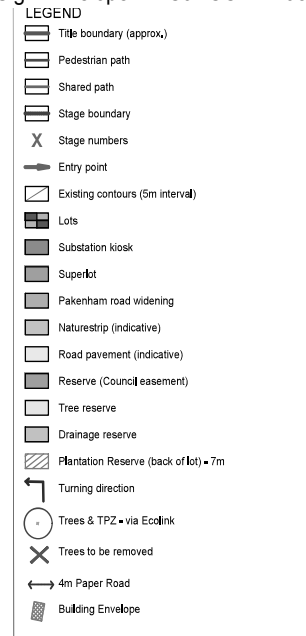 LEGEND
Title boundary (approx.)
Pedestrian path
Shared path
Stage boundary
X Stage numbers
Entry point
Existing contours (5m interval)
Lots
Substation kiosk
Superlot
Pakenham road widening
Naturestrip (indicative)
Road pavement (indicative)
Reserve (Council easement)
Tree reserve
Drainage reserve
Plantation Reserve (back of lot) - 7m
Turning direction
Trees & TPZ - via Ecolink
Trees to be removed
4m Paper Road
Building Envelope